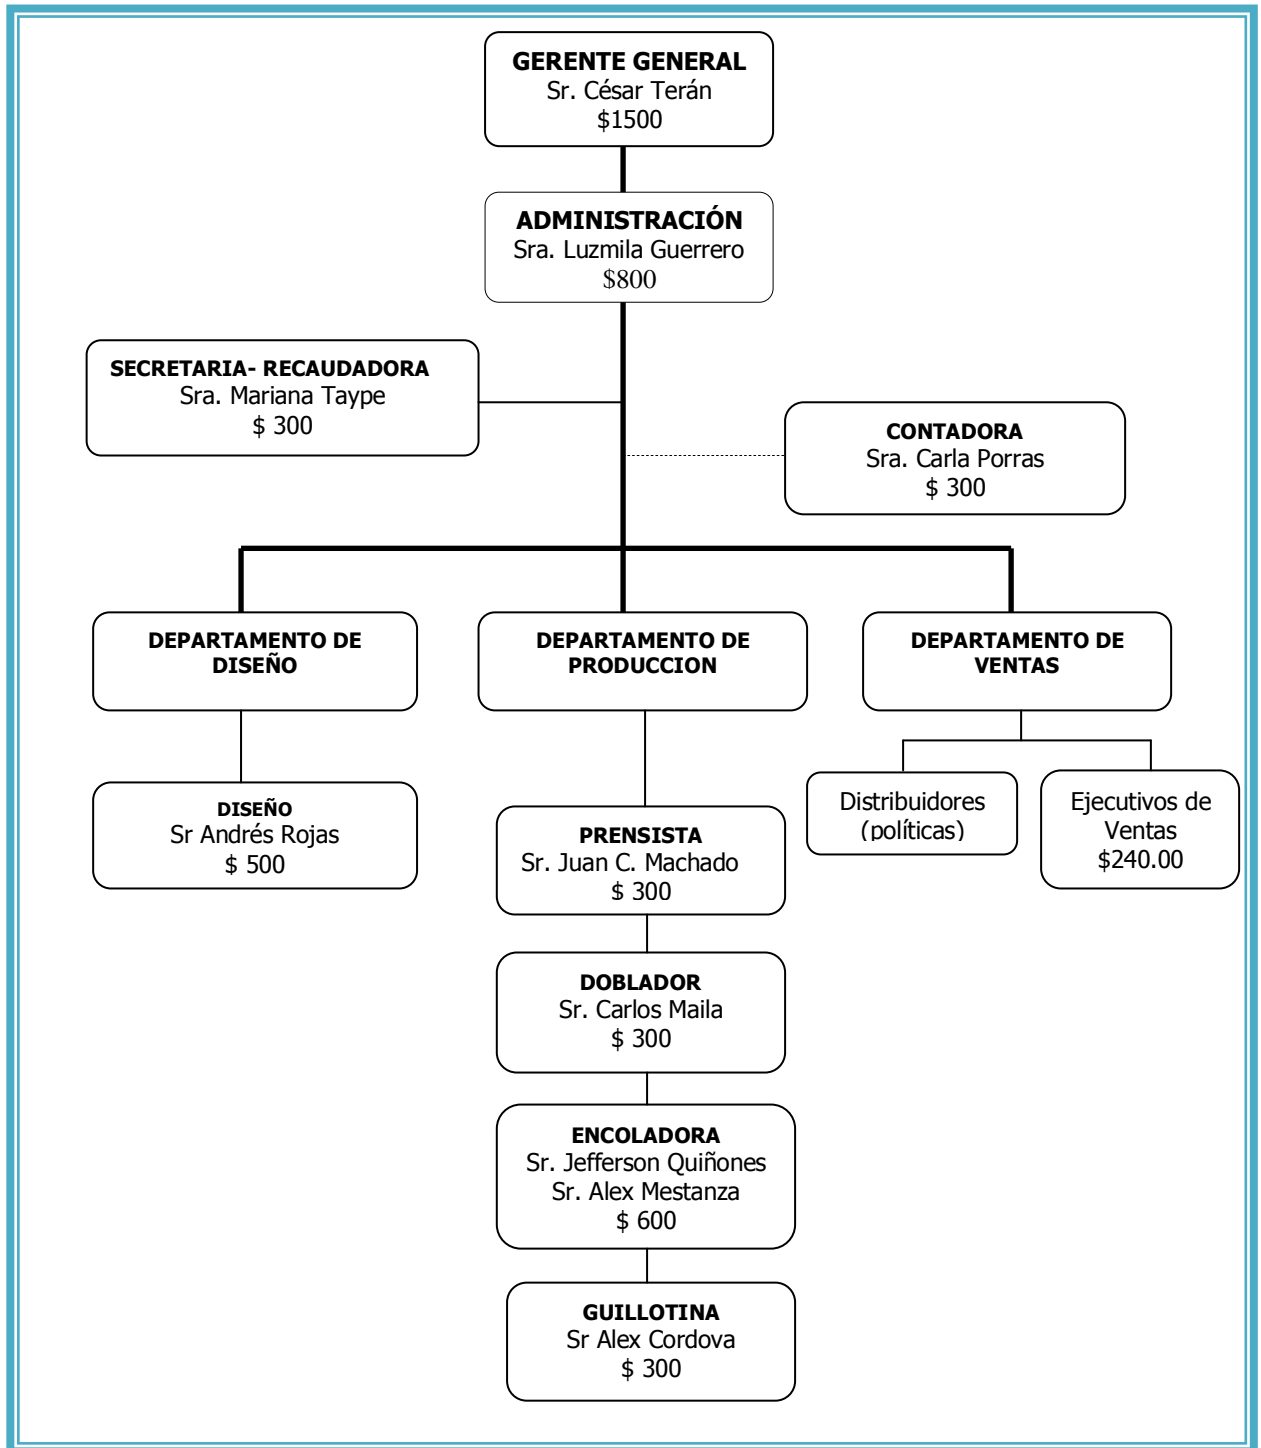 GERENTE GENERAL
Sr. César Terán
$1500
ADMINISTRACIÓN
Sra. Luzmila Guerrero
$800
SECRETARIA- RECAUDADORA
Sra. Mariana Taype
$ 300
CONTADORA
Sra. Carla Porras
$ 300
DEPARTAMENTO DE
DISEÑO
DEPARTAMENTO DE
PRODUCCION
DEPARTAMENTO DE
VENTAS
DISEÑO
Sr Andrés Rojas
$ 500
PRENSISTA
Sr. Juan C. Machado
$ 300
Distribuidores
(políticas)
Ejecutivos de
Ventas
$240.00
DOBLADOR
Sr. Carlos Maila
$ 300
ENCOLADORA
Sr. Jefferson Quiñones
Sr. Alex Mestanza
$ 600
GUILLOTINA
Sr Alex Cordova
$ 300